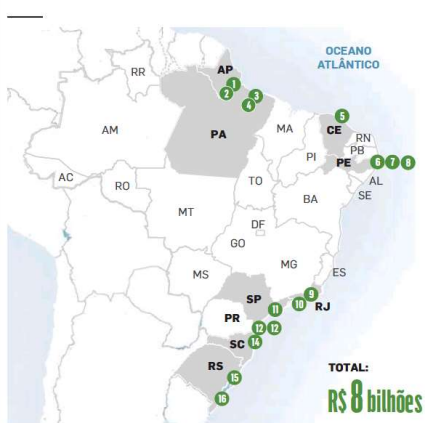 OCEANO
ATLÂNTICO
RR
AP
1
2
3
4
5
AM
PA
MA
CE
RN
PB
PI
PE
6 7 8
AC
RO
TO
AL
SE
BA
MT
DF
GO
MG
MS
ES
SP
9
10
RJ
11
PR
12 12
SC
14
RS
15
16
TOTAL:
R$ 8 bilhões